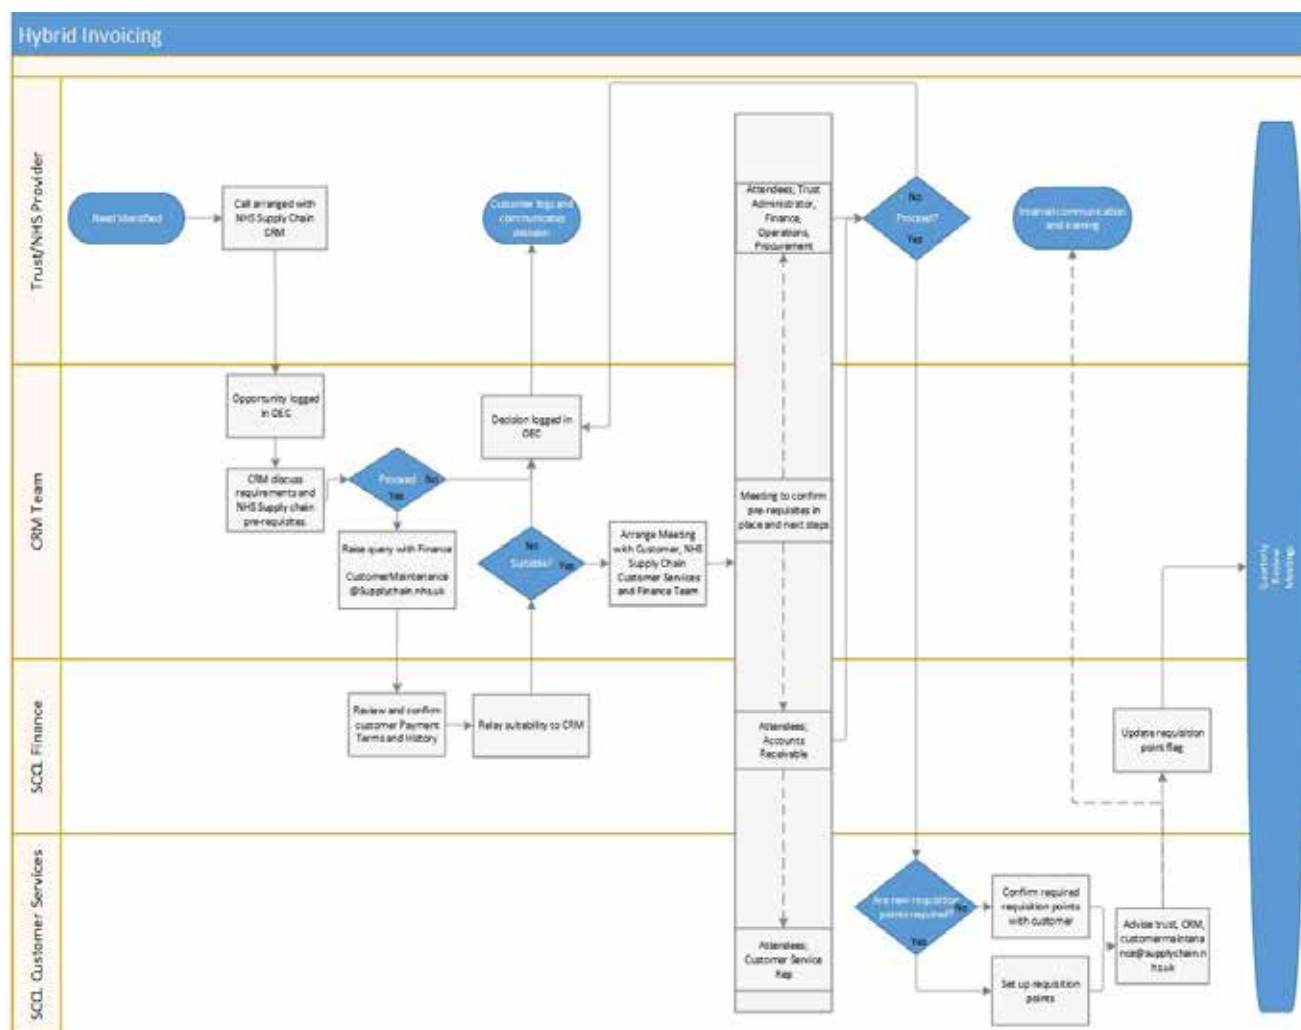 Hybrid Invoicing
Trust/NHS Provider
Need Identified
Call arranged with
NHS Supply Chain
CRM
Customer logs and
communicates
decision
Attendees; Trust
Administrator,
Finance,
Operations,
Procurement
No
Proceed?
Yes
Internal communication
and training
CRM Team
Opportunity logged
in OEC
CRM discuss
requirements and
NHS Supply chain
pre-requisites.
Proceed
No
Yes
Decision logged in
OEC
Raise query with Finance
CustomerMaintenance
@Supplychain.nhs.uk
No
Suitable?
Yes
Arrange Meeting
with Customer, NHS
Supply Chain
Customer Services
and Finance Team
Meeting to confirm
pre-requisites in
place and next steps
Quarterly
Review
Meetings
SCCL Finance
Review and confirm
customer Payment
Terms and History
Relay suitability to CRM
Attendees;
Accounts
Receivable
Update requisition
point flag
SCCL Customer Services
Attendees;
Customer Service
Rep
Are new requisition
points required?
No
Yes
Confirm required
requisition points
with customer
Set up requisition
points
Advise trust, CRM,
customermaintena
nce@supplychain.n
hs.uk